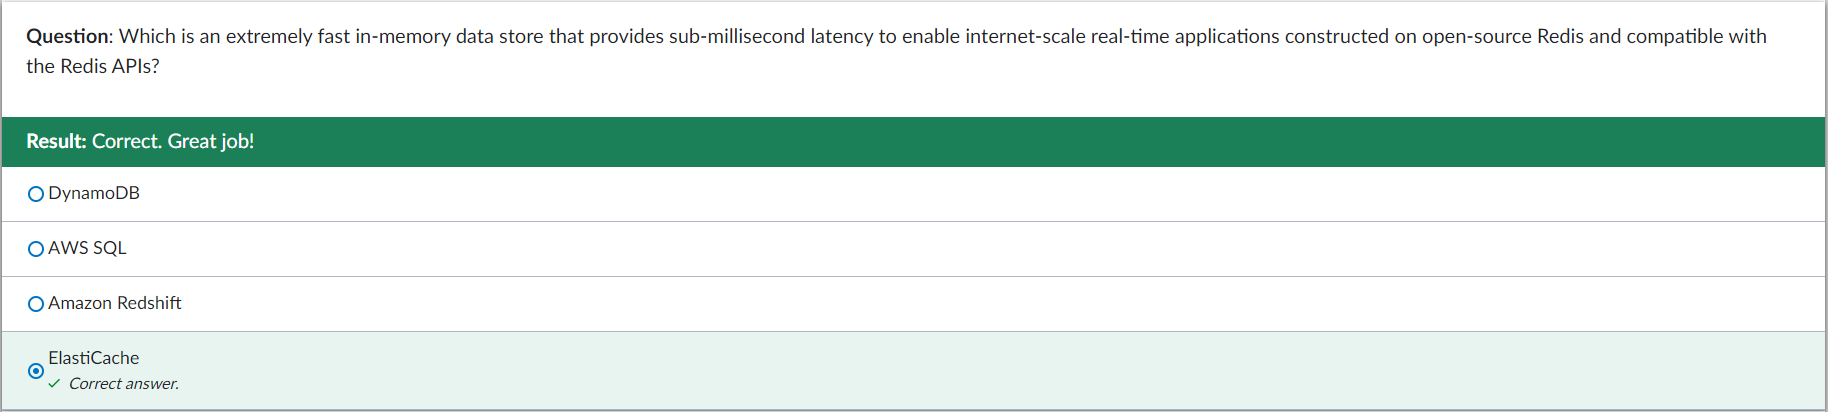 Question: Which is an extremely fast in-memory data store that provides sub-millisecond latency to enable internet-scale real-time applications constructed on open-source Redis and compatible with
the Redis APIs?
Result: Correct. Great job!
DynamoDB
AWS SQL
Amazon Redshift
ElastiCache
✓ Correct answer.